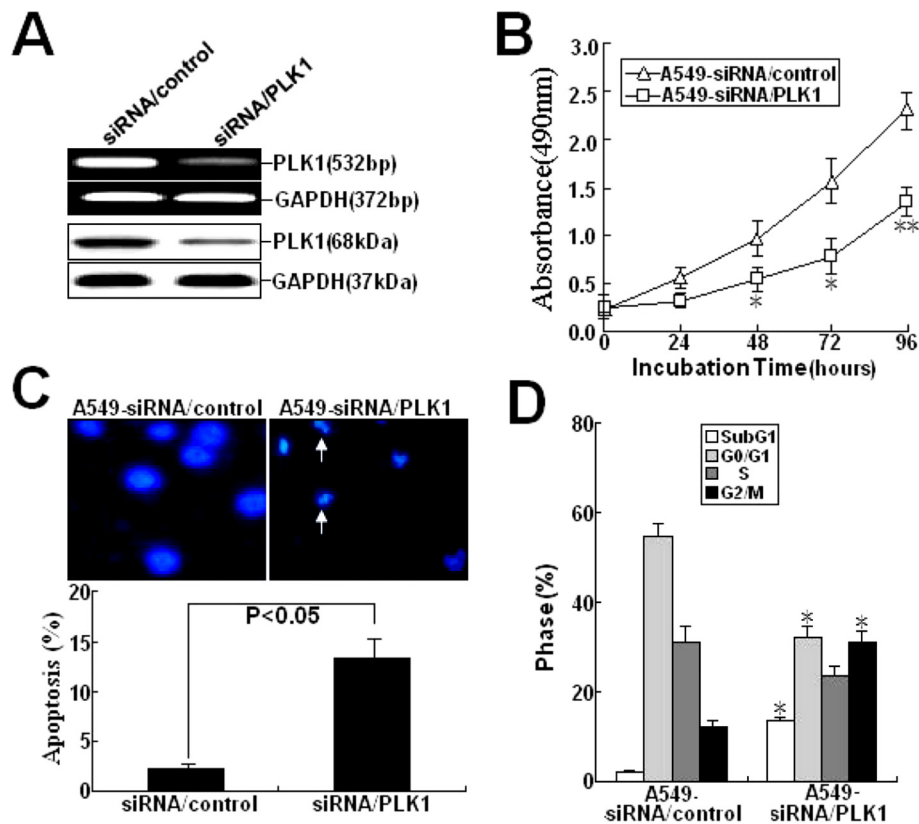 A
siRNA/control
siRNA/PLK1
PLK1(532bp)
GAPDH(372bp)
PLK1(68kDa)
GAPDH(37kDa)
B
Absorbance(490nm)
3.0
2.5
2.0
1.5
1.0
0.5
0.0
A549-siRNA/control
A549-siRNA/PLK1
*
*
**
0
24
48
72
96
Incubation Time(hours)
C
A549-siRNA/control
A549-siRNA/PLK1
Apoptosis (%)
20
15
10
5
0
P<0.05
siRNA/control
siRNA/PLK1
D
Phase(%)
80
60
40
20
0
SubG1
G0/G1
S
G2/M
*
*
*
A549-
siRNA/control
A549-
siRNA/PLK1